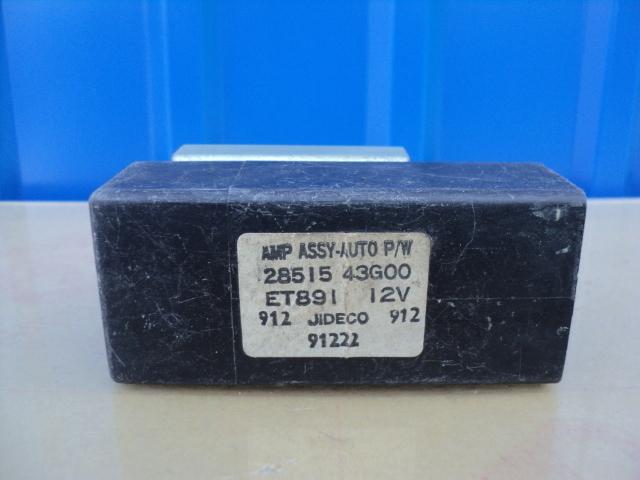 AMP ASSY-AUTO P/W
28515 43G00
ET891 12V
912 JIDECO 912
91222